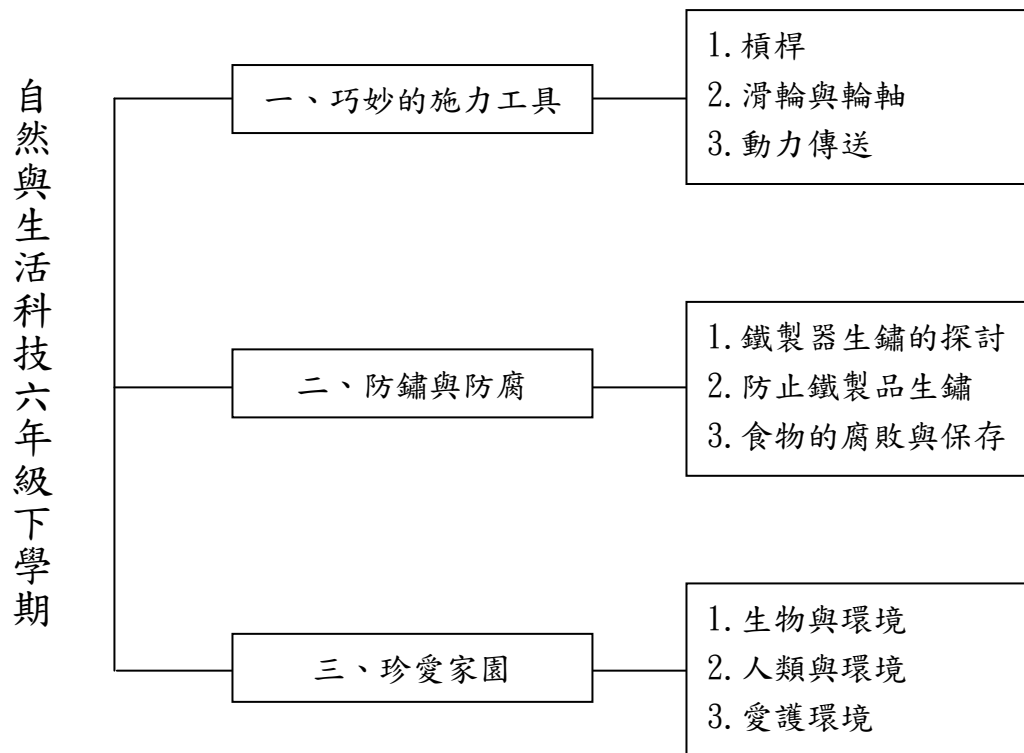 自然與生活科技六年級下學期
一、巧妙的施力工具
1.槓桿
2.滑輪與輪軸
3.動力傳送
二、防鏽與防腐
1.鐵製器生鏽的探討
2.防止鐵製品生鏽
3.食物的腐敗與保存
三、珍愛家園
1.生物與環境
2.人類與環境
3.愛護環境